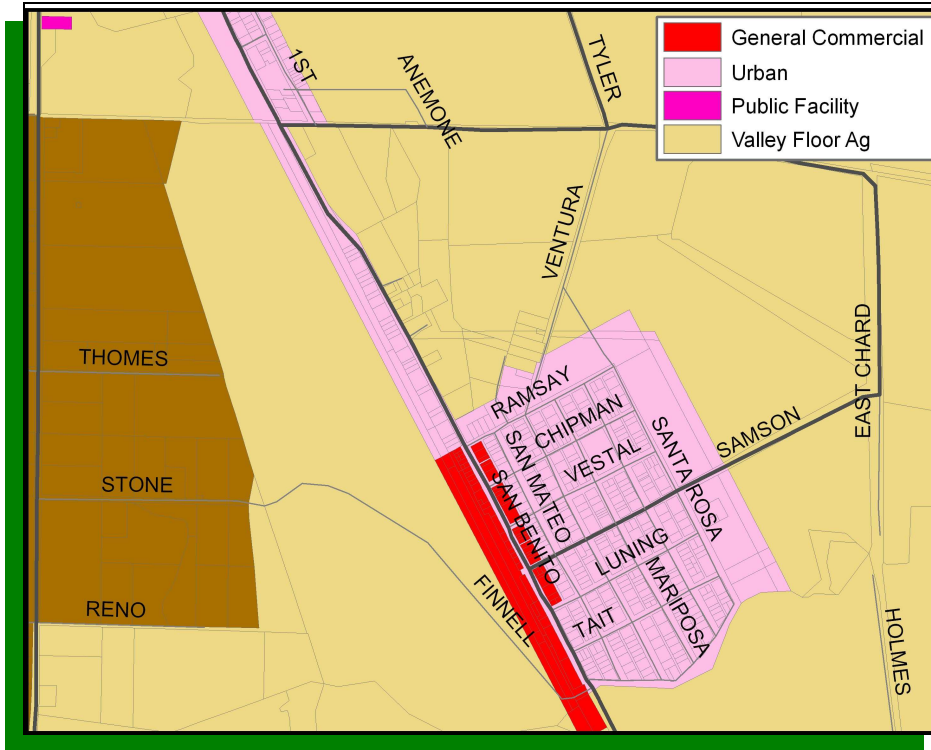 General Commercial
Urban
Public Facility
Valley Floor Ag
1ST
ANEMONE
TYLER
VENTURA
THOMES
STONE
RENO
RAMSAY
CHIPMAN
VESTAL
SAN MATEO
SAN BENITO
SANTA ROSA
SAMSON
EAST CHARD
LUNING
MARIPOSA
TAIT
FINNELL
HOLMES